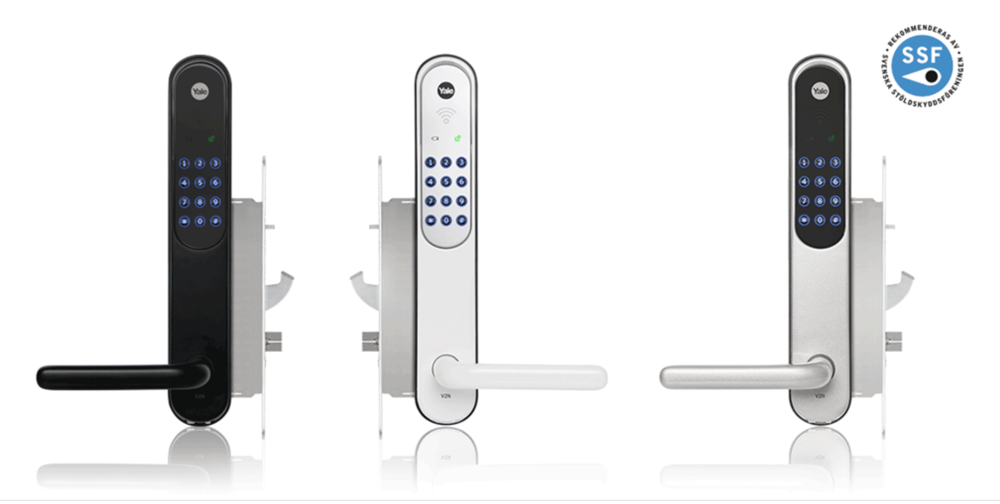 Yale
1 2 3
4 5 6
7 8 9
* 0 #
V2N
Yale
1 2 3
4 5 6
7 8 9
* 0 #
V2N
Yale
1 2 3
4 5 6
7 8 9
* 0 #
V2N
REKOMMENDERAS AV
SSF
SVENSKA STÖLDSKYDDSFÖRENINGEN